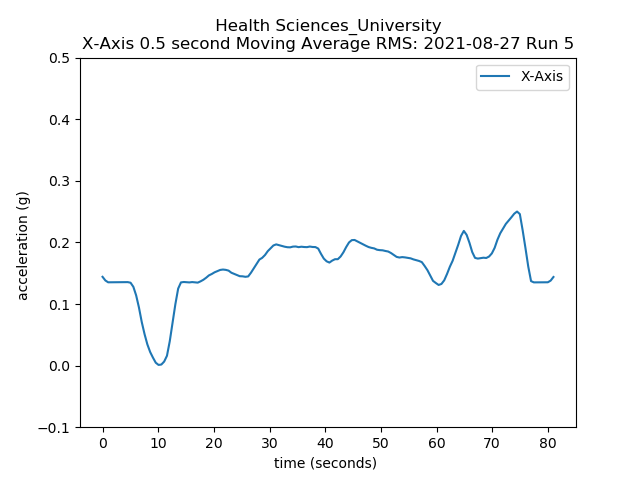 Health Sciences_University
X-Axis 0.5 second Moving Average RMS: 2021-08-27 Run 5
X-Axis
0.5
0.4
0.3
0.2
0.1
0.0
−0.1
acceleration (g)
0 10 20 30 40 50 60 70 80
time (seconds)